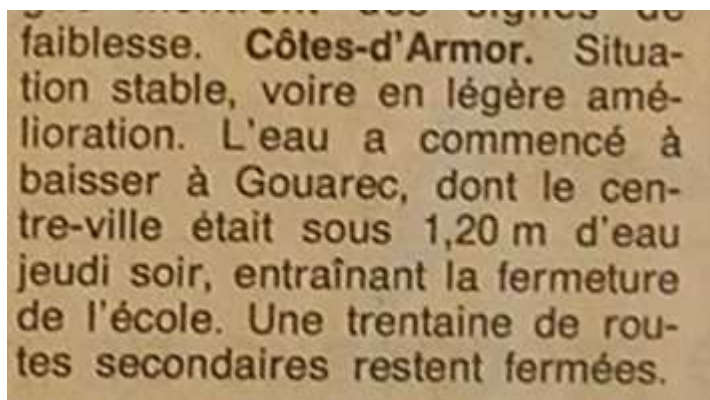 faiblesse. Côtes-d'Armor. Situa-
tion stable, voire en légère amé-
lioration. L'eau a commencé à
baisser à Gouarec, dont le cen-
tre-ville était sous 1,20 m d'eau
jeudi soir, entraînant la fermeture
de l'école. Une trentaine de rou-
tes secondaires restent fermées.